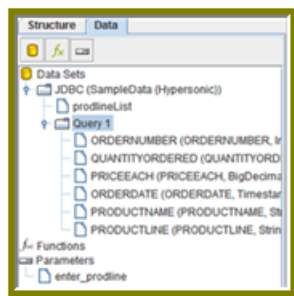 Structure Data
Data Sets
JDBC (SampleData (Hypersonic))
prodlineList
Query 1
ORDERNUMBER (ORDERNUMBER, In
QUANTITYORDERED (QUANTITYORD
PRICEEACH (PRICEEACH, BigDecima
ORDERDATE (ORDERDATE, Timestar
PRODUCTNAME (PRODUCTNAME, Str
PRODUCTLINE (PRODUCTLINE, Strin
Functions
Parameters
enter_prodline